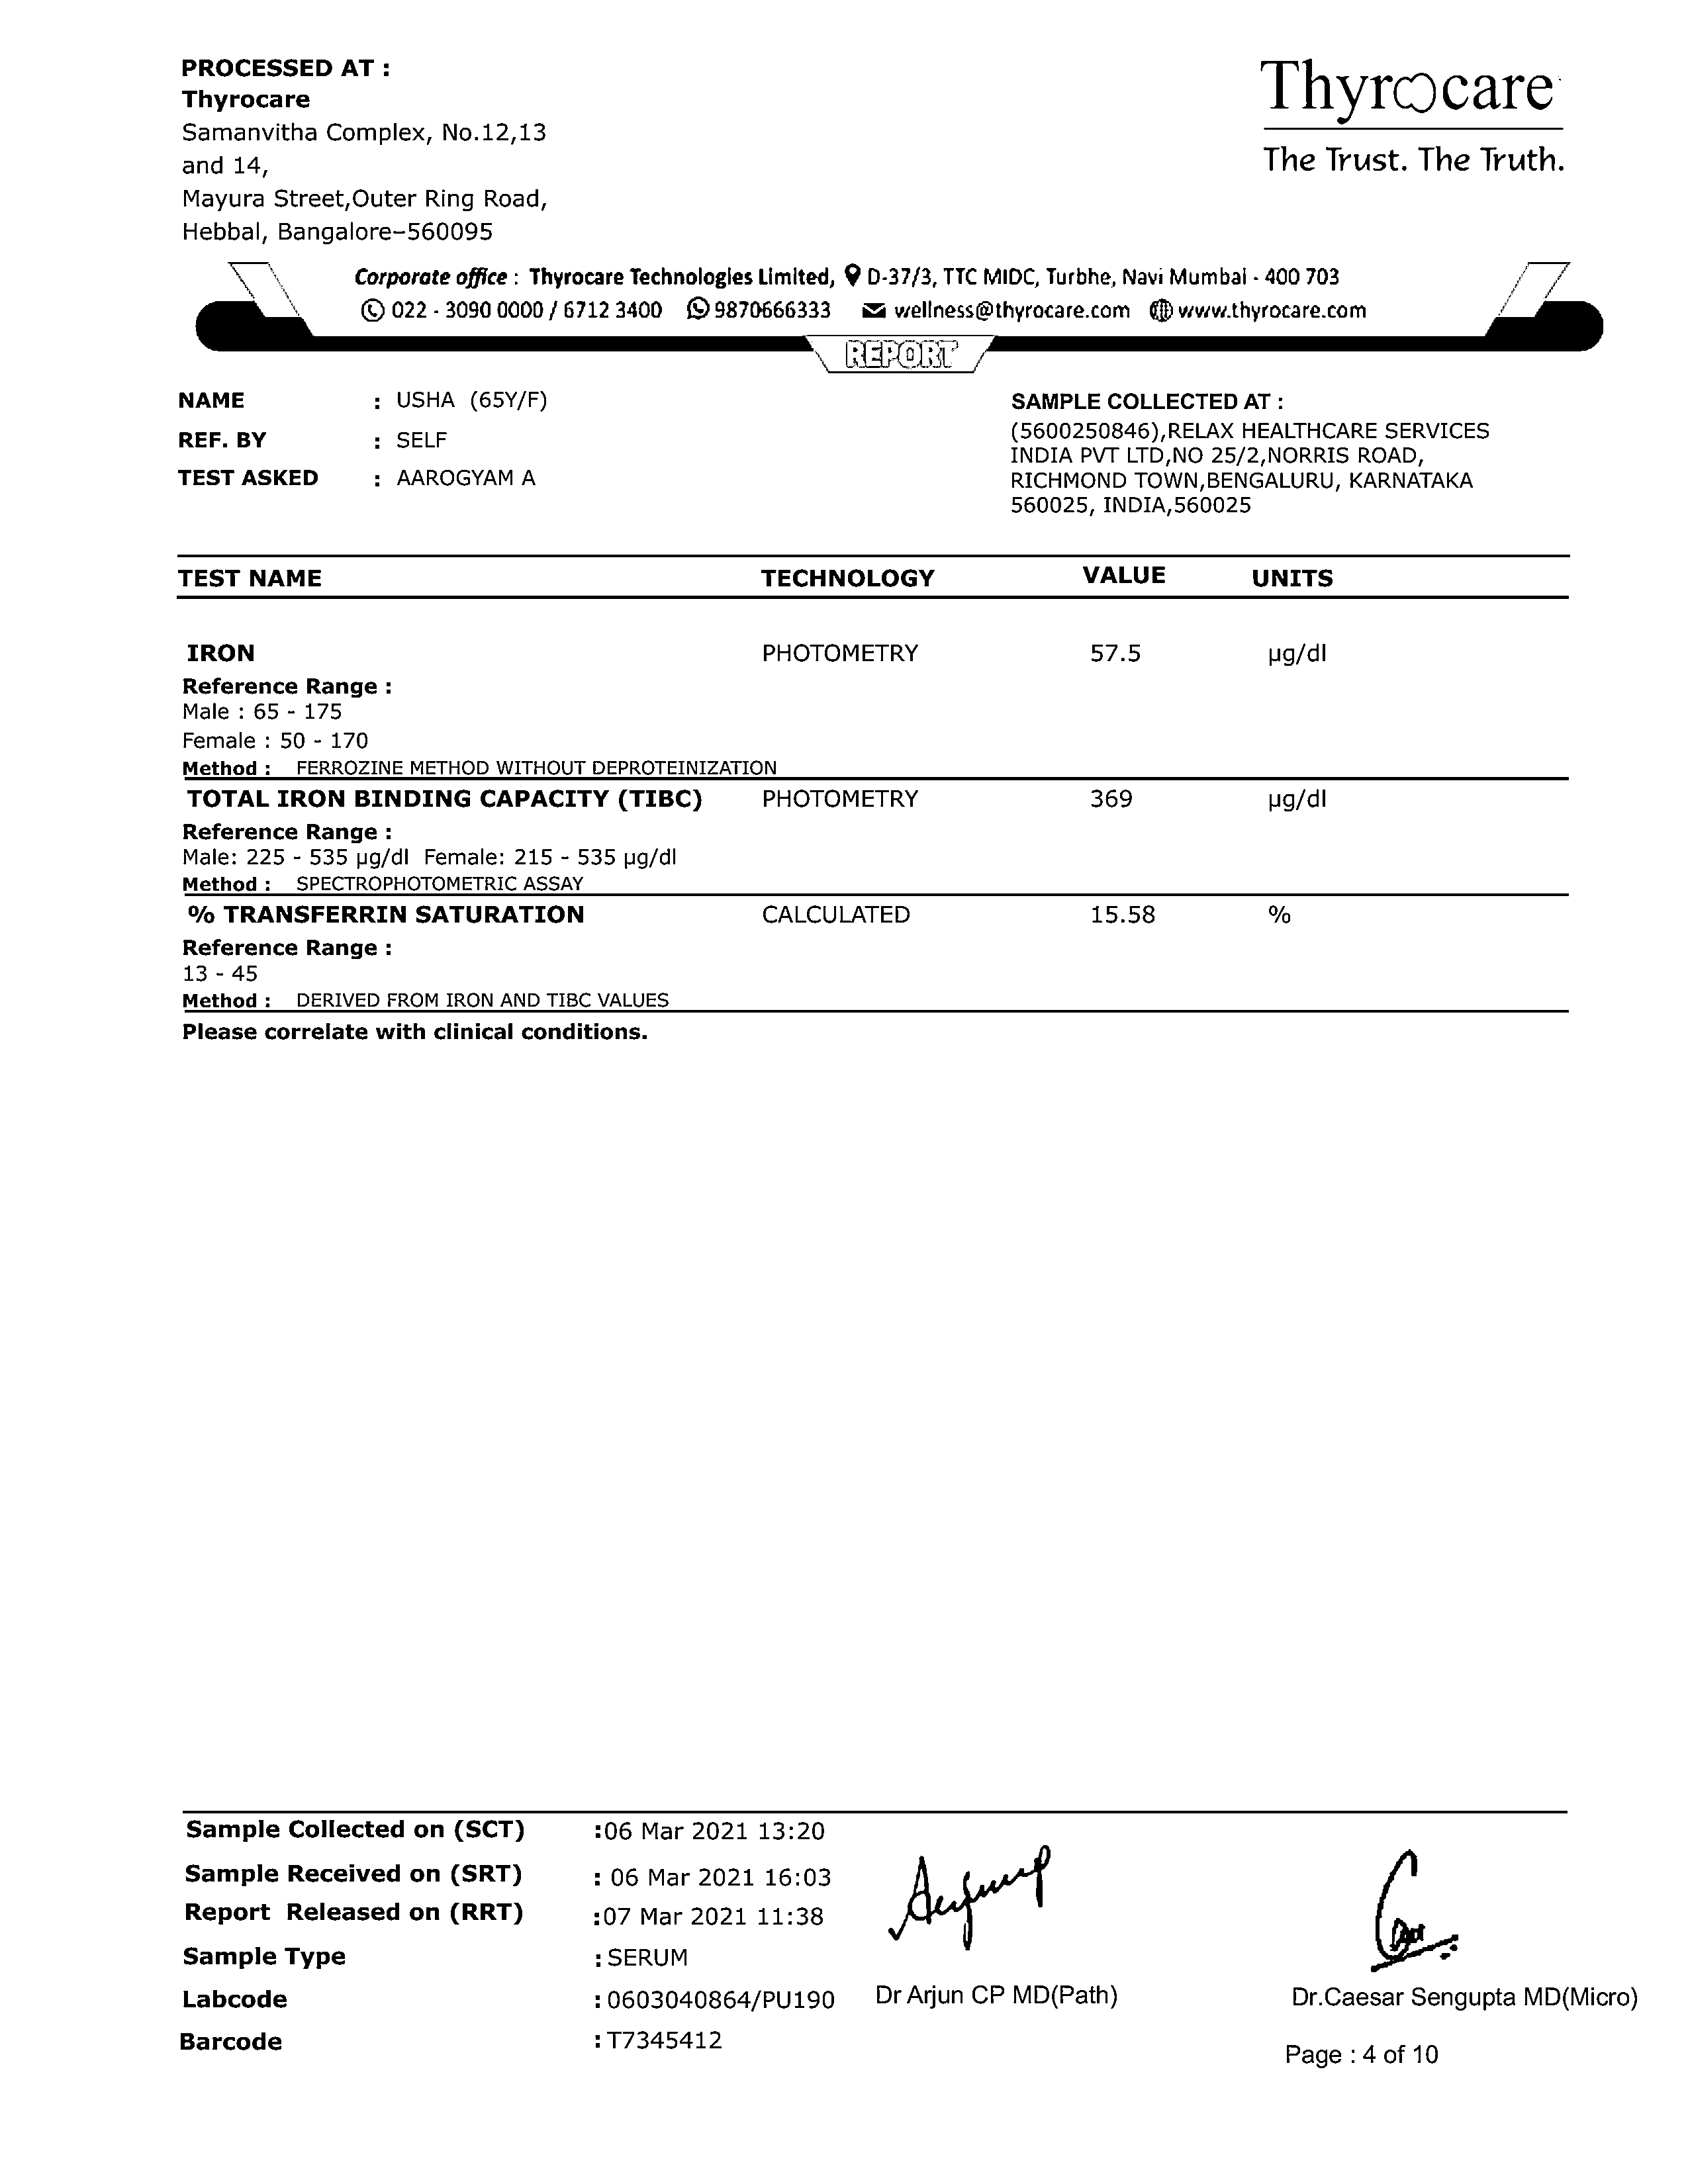 PROCESSED AT :
Thyrocare
Samanvitha Complex, No.12,13
and 14,
Mayura Street,Outer Ring Road,
Hebbal, Bangalore-560095
Thyrocare
The Trust. The Truth.
Corporate office : Thyrocare Technologies Limited, D-37/3, TTC MIDC, Turbhe, Navi Mumbai - 400 703
022 - 3090 0000 / 6712 3400 9870666333 wellness@thyrocare.com www.thyrocare.com
REPORT
NAME : USHA (65Y/F)
REF. BY : SELF
TEST ASKED : AAROGYAM A
SAMPLE COLLECTED AT :
(5600250846),RELAX HEALTHCARE SERVICES
INDIA PVT LTD,NO 25/2,NORRIS ROAD,
RICHMOND TOWN,BENGALURU, KARNATAKA
560025, INDIA,560025
TEST NAME TECHNOLOGY VALUE UNITS
IRON PHOTOMETRY 57.5 µg/dl
Reference Range :
Male : 65 - 175
Female : 50 - 170
Method : FERROZINE METHOD WITHOUT DEPROTEINIZATION
TOTAL IRON BINDING CAPACITY (TIBC) PHOTOMETRY 369 µg/dl
Reference Range :
Male: 225 - 535 µg/dl Female: 215 - 535 µg/dl
Method : SPECTROPHOTOMETRIC ASSAY
% TRANSFERRIN SATURATION CALCULATED 15.58 %
Reference Range :
13 - 45
Method : DERIVED FROM IRON AND TIBC VALUES
Please correlate with clinical conditions.
Sample Collected on (SCT) :06 Mar 2021 13:20
Sample Received on (SRT) : 06 Mar 2021 16:03
Report Released on (RRT) :07 Mar 2021 11:38
Sample Type : SERUM
Labcode : 0603040864/PU190
Barcode : T7345412
Dr Arjun CP MD(Path)
Dr.Caesar Sengupta MD(Micro)
Page : 4 of 10